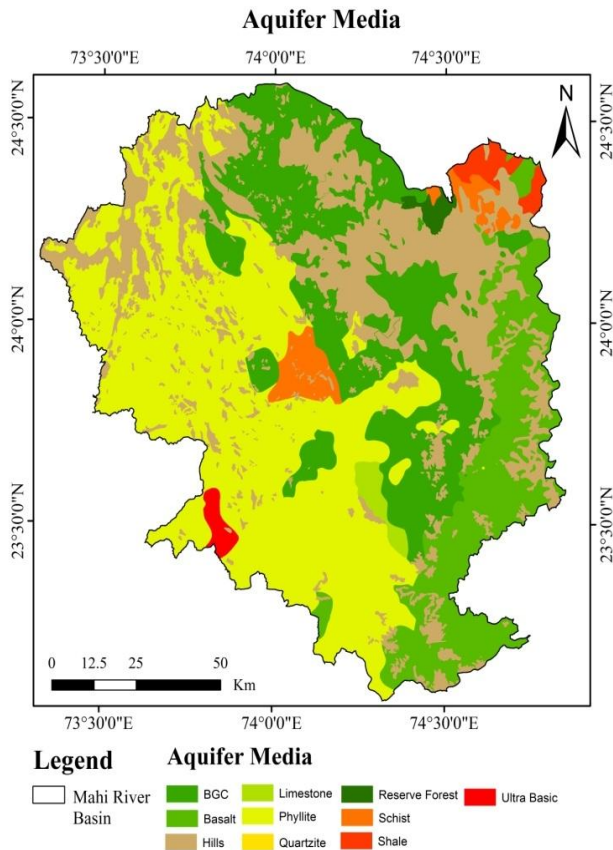 Aquifer Media
73°30'0"E 74°0'0"E 74°30'0"E
N
24°30'0"N 24°30'0"N
24°0'0"N 24°0'0"N
23°30'0"N 23°30'0"N
0 12.5 25 50
Km
73°30'0"E 74°0'0"E 74°30'0"E
Legend
Mahi River
Basin
Aquifer Media
BGC Limestone Reserve Forest Ultra Basic
Basalt Phyllite Schist
Hills Quartzite Shale